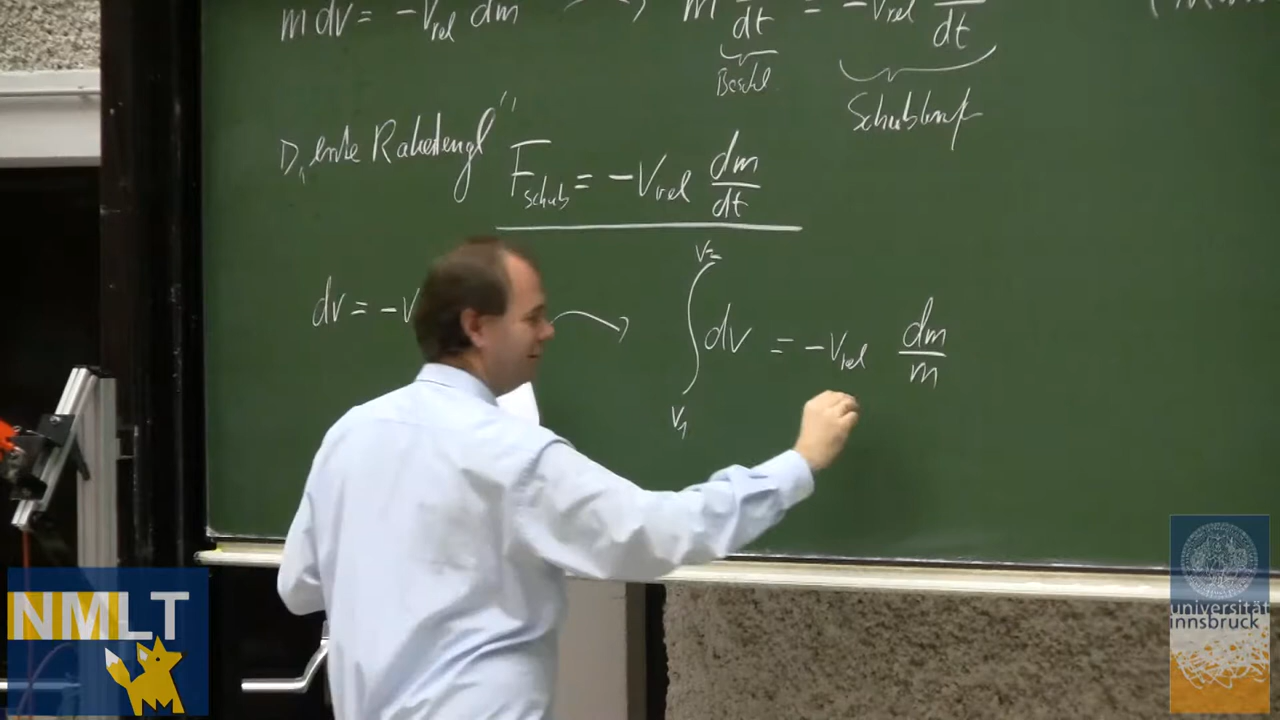 m dv = -v_rel dm → m dv/dt = -v_rel dm/dt
Beschl
Schubkraft
"erste Raketengl"
F_schub = -v_rel dm/dt
dv = -v → ∫_{v_1}^{v_2} dv = -v_rel dm/m
NMLT
universität
innsbruck